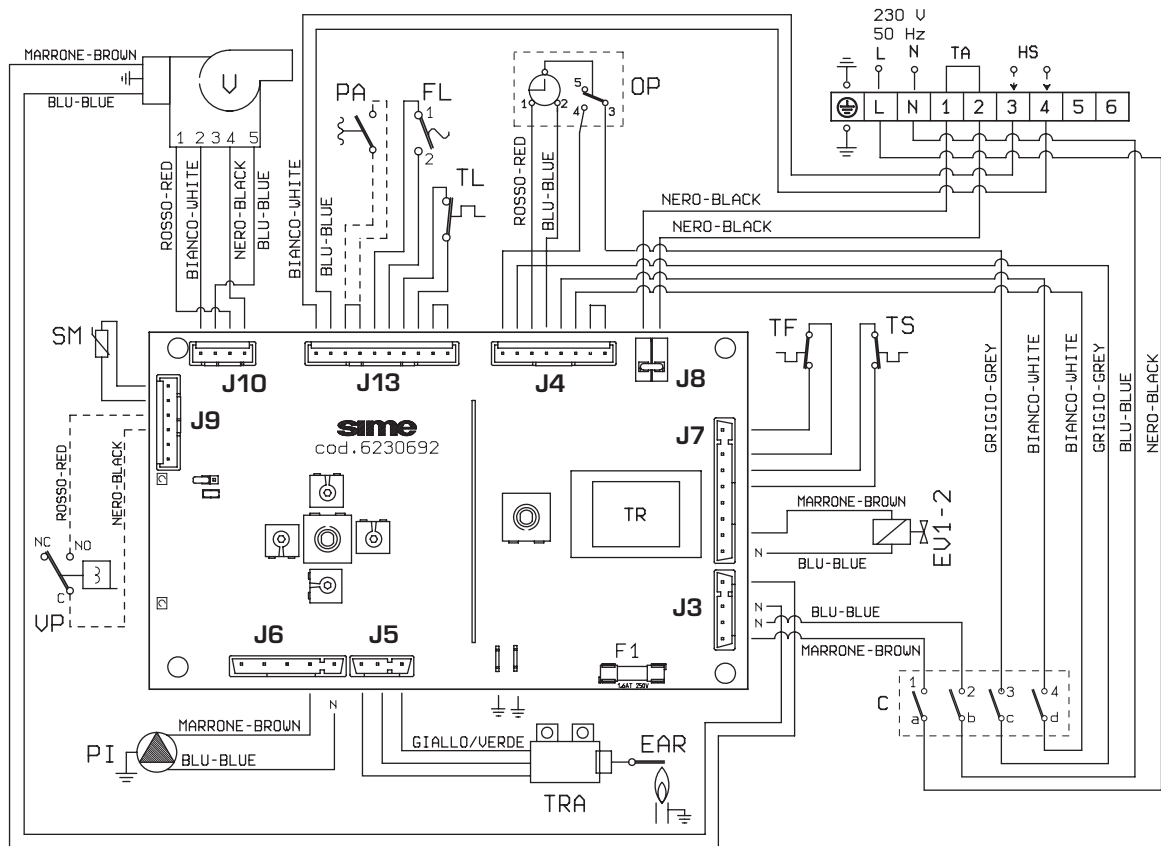 230 V
50 Hz
L N TA HS
MARRONE-BROWN
BLU-BLUE
V
1 2 3 4 5
ROSSO-RED
BIANCO-WHITE
NERO-BLACK
BLU-BLUE
BIANCO-WHITE
BLU-BLUE
PA
FL
1
2
TL
OP
5
1 2 4 3
ROSSO-RED
BLU-BLUE
L N 1 2 3 4 5 6
NERO-BLACK
NERO-BLACK
SM
J10
J13
J4
J8
TF
TS
J9
sime
cod.6230692
J7
TR
MARRONE-BROWN
N
BLU-BLUE
EV1-2
GRIGIO-GREY
BIANCO-WHITE
BIANCO-WHITE
GRIGIO-GREY
BLU-BLUE
NERO-BLACK
ROSSO-RED
NERO-BLACK
NC NO
C
VP
J3
N
N
BLU-BLUE
MARRONE-BROWN
J6
J5
F1
1.6AT 250V
C
1 2 3 4
a b c d
MARRONE-BROWN
N
BLU-BLUE
PI
GIALLO/VERDE
TRA
EAR